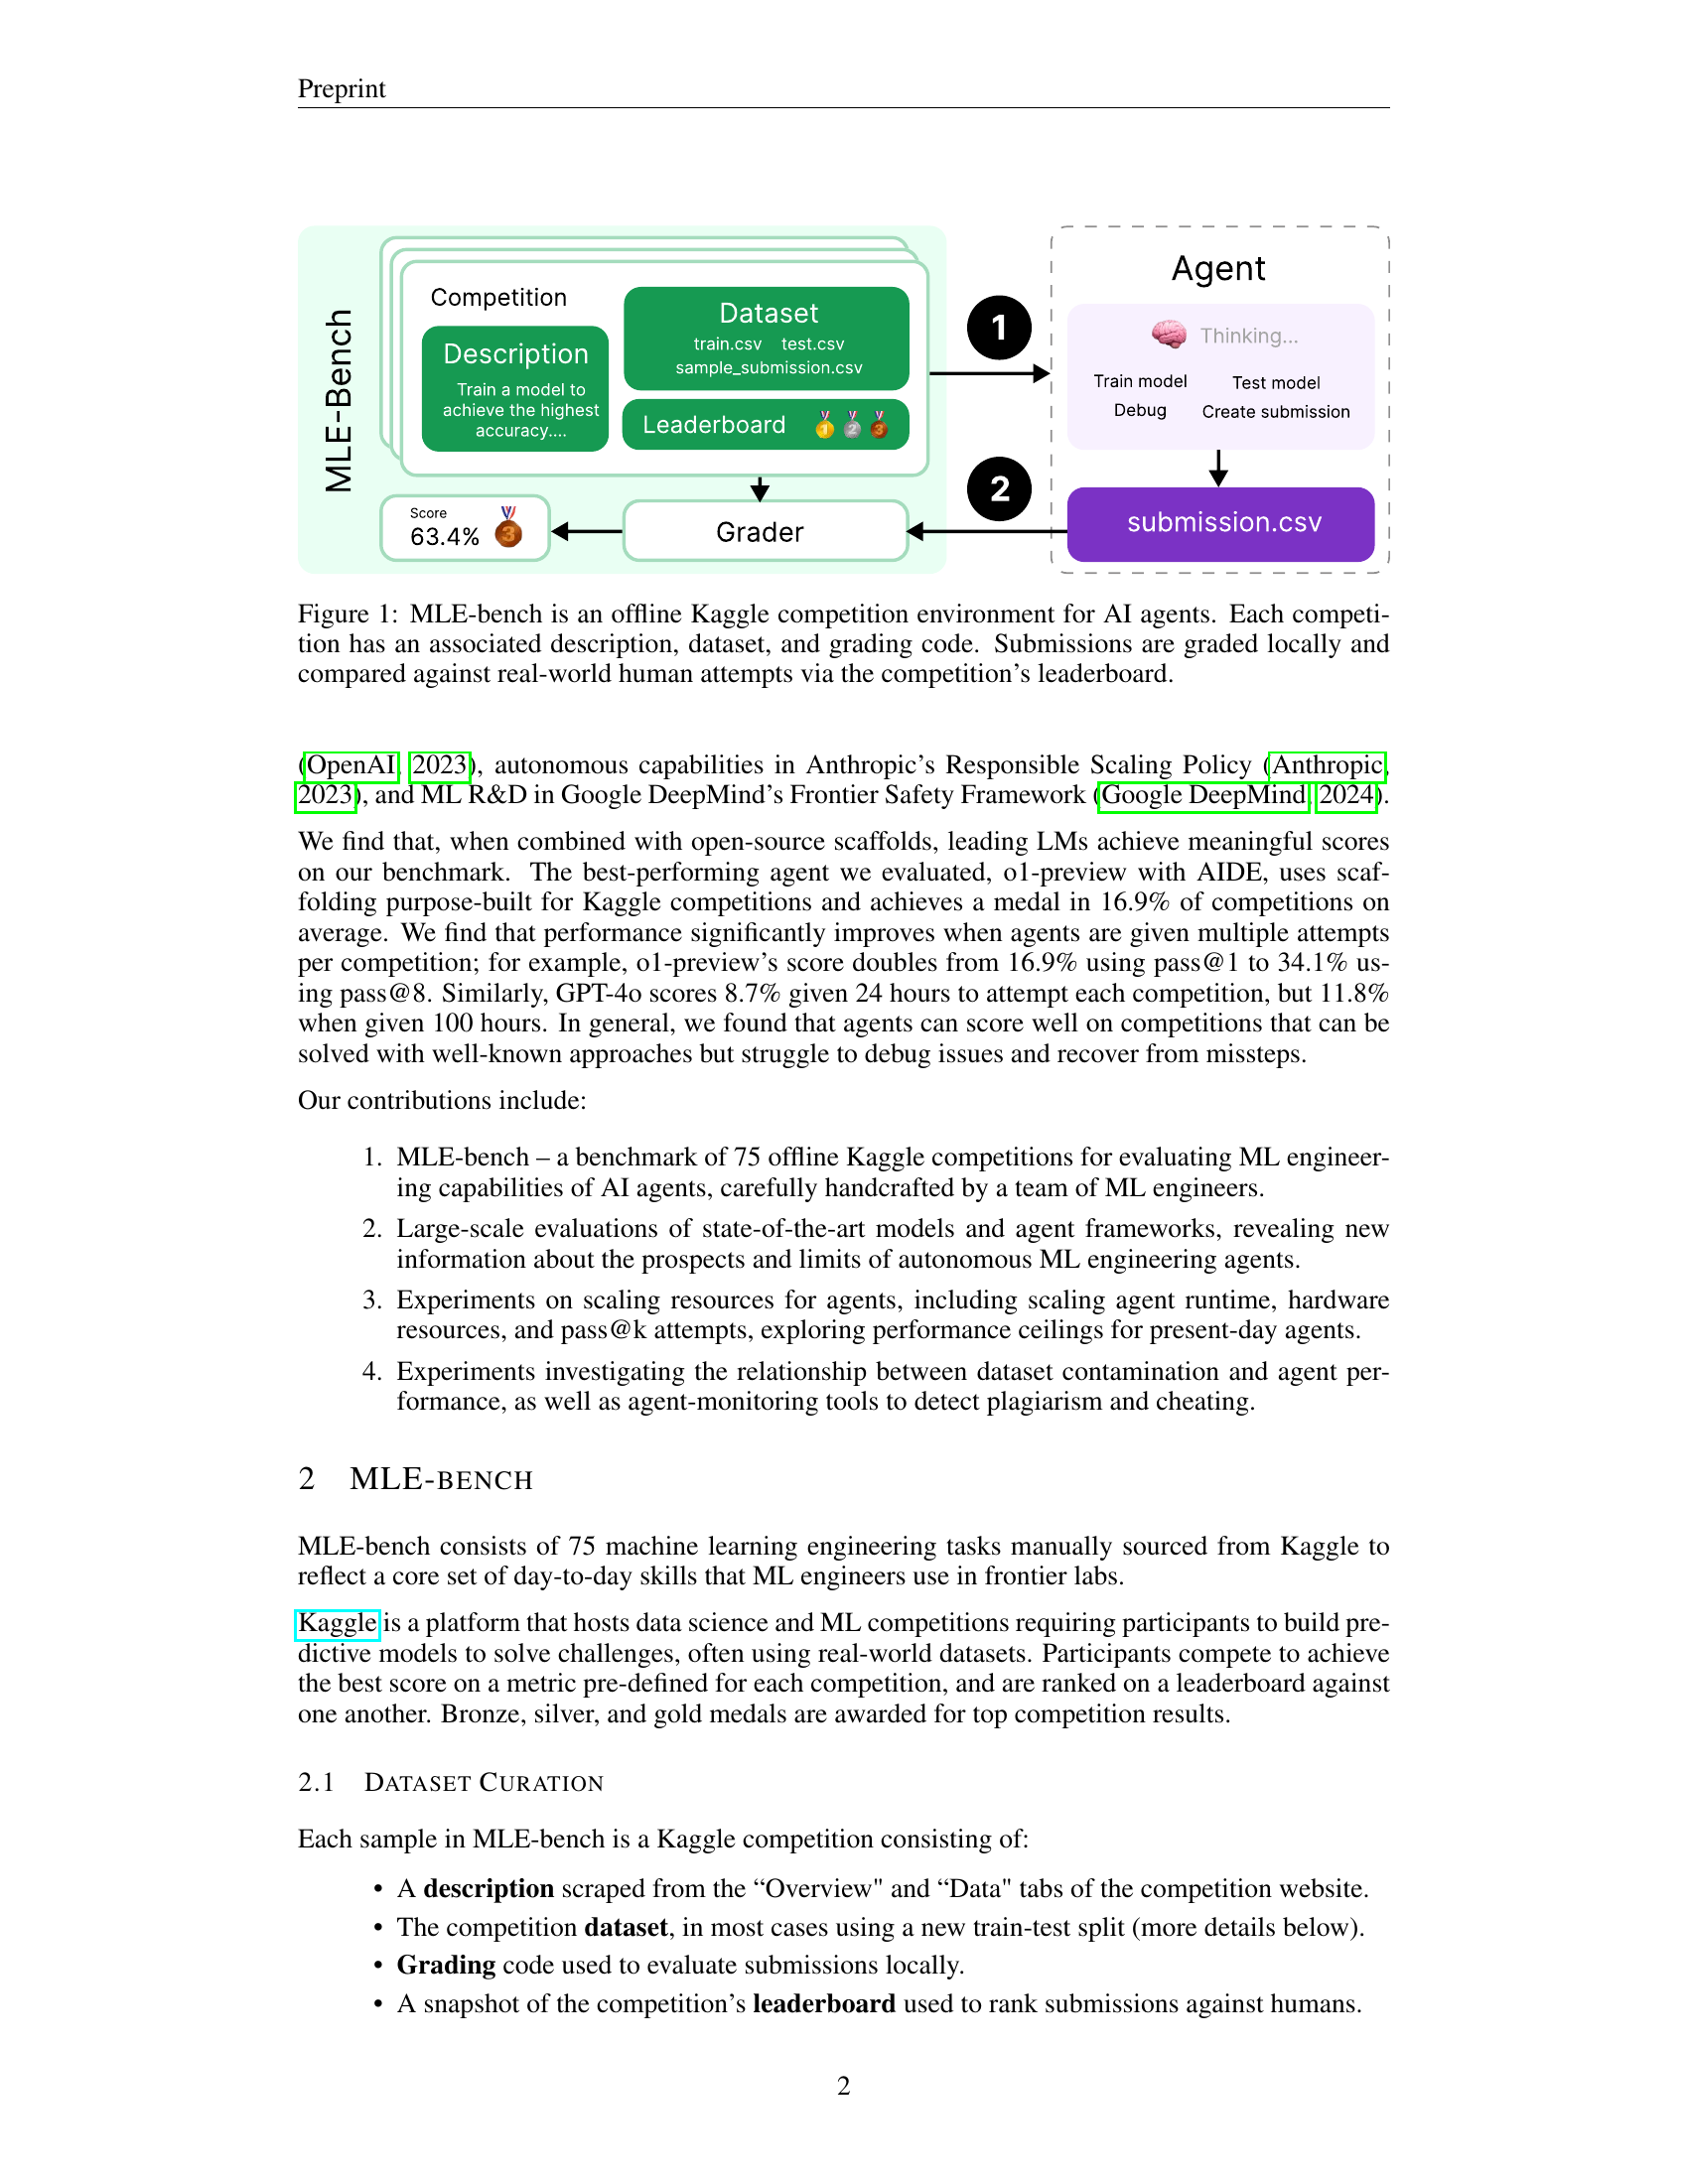 Preprint
MLE-Bench
Competition
Description
Train a model to
achieve the highest
accuracy....
Dataset
train.csv test.csv
sample_submission.csv
Leaderboard 1 2 3
Score
63.4% 3
Grader
1
2
Agent
Thinking...
Train model Test model
Debug Create submission
submission.csv
Figure 1: MLE-bench is an offline Kaggle competition environment for AI agents. Each competi-
tion has an associated description, dataset, and grading code. Submissions are graded locally and
compared against real-world human attempts via the competition's leaderboard.
(OpenAI, 2023), autonomous capabilities in Anthropic's Responsible Scaling Policy (Anthropic,
2023), and ML R&D in Google DeepMind's Frontier Safety Framework (Google DeepMind, 2024).
We find that, when combined with open-source scaffolds, leading LMs achieve meaningful scores
on our benchmark. The best-performing agent we evaluated, o1-preview with AIDE, uses scaf-
folding purpose-built for Kaggle competitions and achieves a medal in 16.9% of competitions on
average. We find that performance significantly improves when agents are given multiple attempts
per competition; for example, o1-preview's score doubles from 16.9% using pass@1 to 34.1% us-
ing pass@8. Similarly, GPT-4o scores 8.7% given 24 hours to attempt each competition, but 11.8%
when given 100 hours. In general, we found that agents can score well on competitions that can be
solved with well-known approaches but struggle to debug issues and recover from missteps.
Our contributions include:
1. MLE-bench – a benchmark of 75 offline Kaggle competitions for evaluating ML engineer-
ing capabilities of AI agents, carefully handcrafted by a team of ML engineers.
2. Large-scale evaluations of state-of-the-art models and agent frameworks, revealing new
information about the prospects and limits of autonomous ML engineering agents.
3. Experiments on scaling resources for agents, including scaling agent runtime, hardware
resources, and pass@k attempts, exploring performance ceilings for present-day agents.
4. Experiments investigating the relationship between dataset contamination and agent per-
formance, as well as agent-monitoring tools to detect plagiarism and cheating.
2 MLE-BENCH
MLE-bench consists of 75 machine learning engineering tasks manually sourced from Kaggle to
reflect a core set of day-to-day skills that ML engineers use in frontier labs.
Kaggle is a platform that hosts data science and ML competitions requiring participants to build pre-
dictive models to solve challenges, often using real-world datasets. Participants compete to achieve
the best score on a metric pre-defined for each competition, and are ranked on a leaderboard against
one another. Bronze, silver, and gold medals are awarded for top competition results.
2.1 DATASET CURATION
Each sample in MLE-bench is a Kaggle competition consisting of:
• A description scraped from the “Overview" and “Data" tabs of the competition website.
• The competition dataset, in most cases using a new train-test split (more details below).
• Grading code used to evaluate submissions locally.
• A snapshot of the competition's leaderboard used to rank submissions against humans.
2